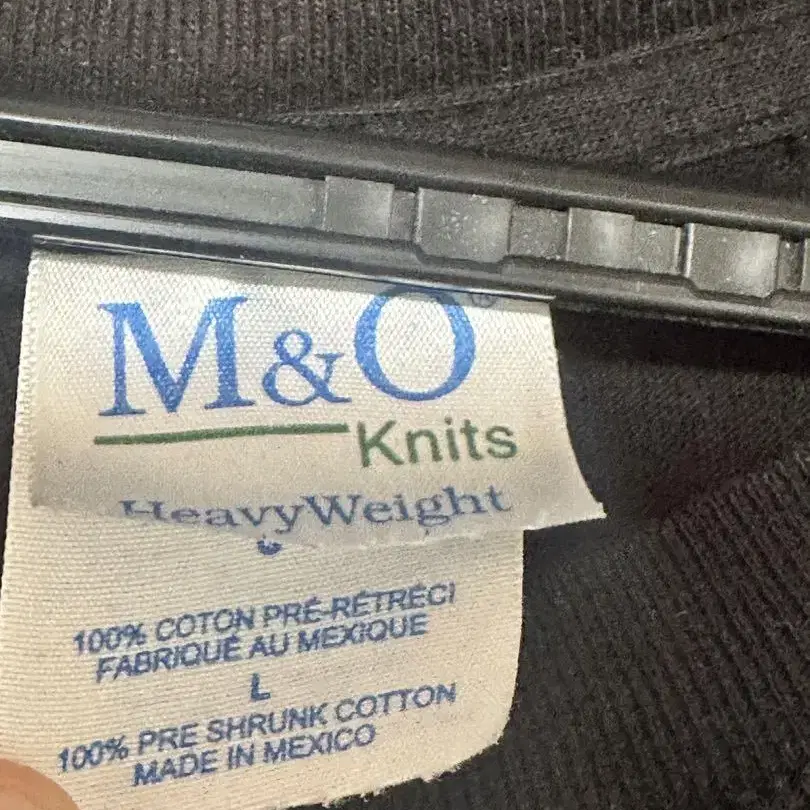 M&O®
Knits
HeavyWeight
100% COTON PRÉ-RÉTRÉCI
FABRIQUÉ AU MEXIQUE
L
100% PRE SHRUNK COTTON
MADE IN MEXICO